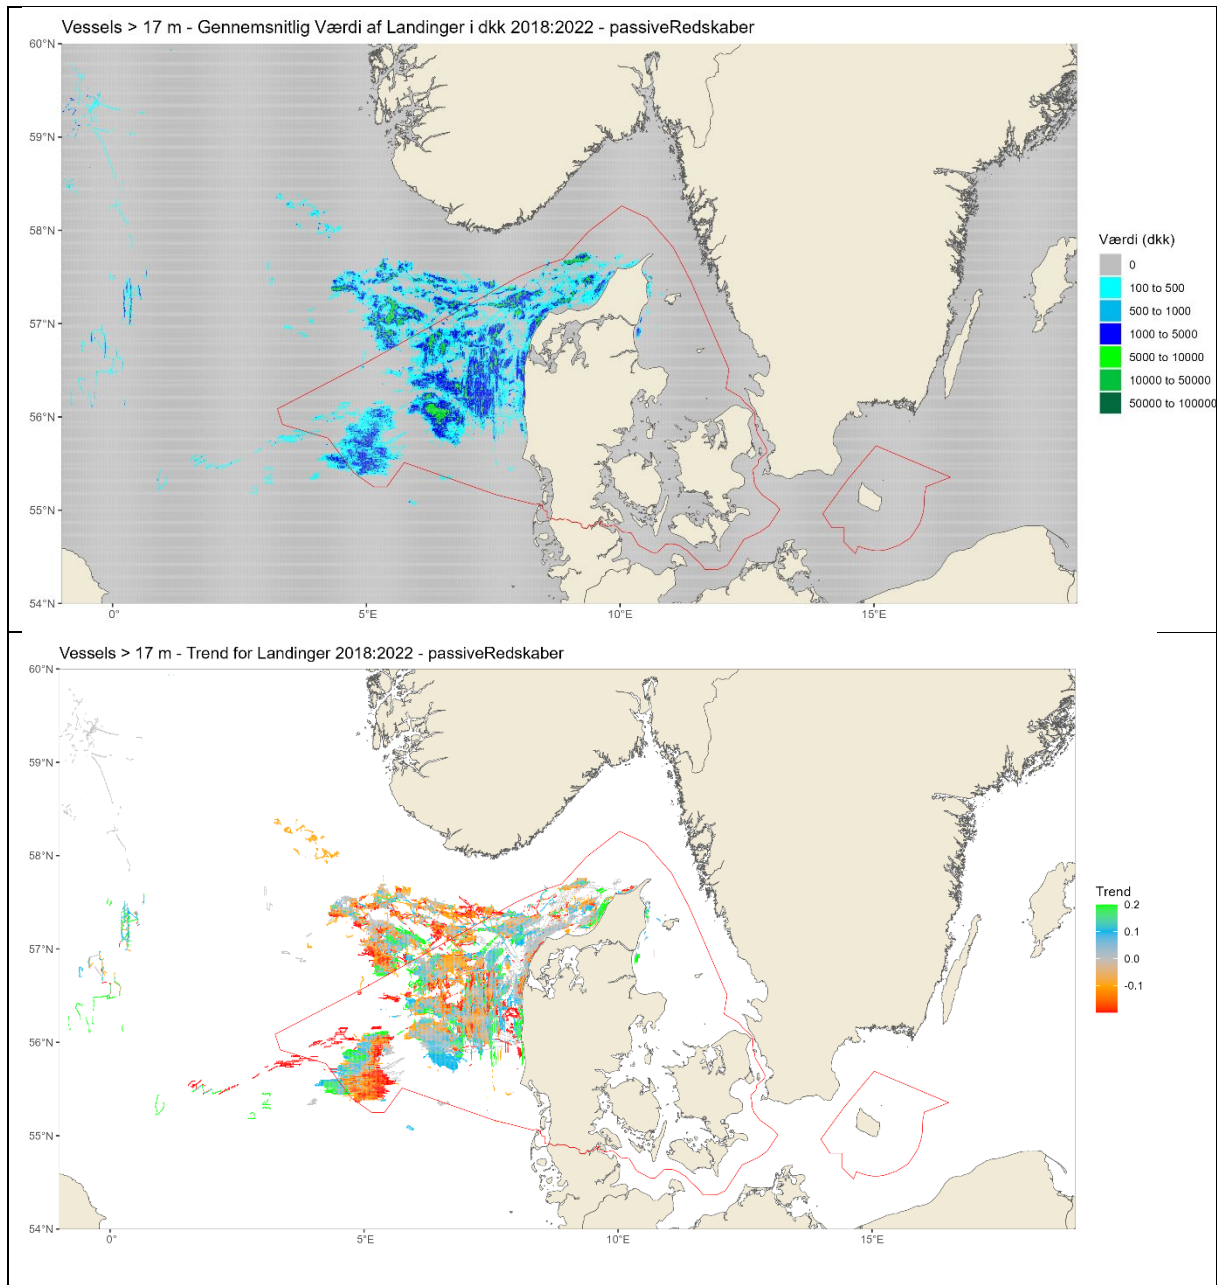 Vessels > 17 m - Gennemsnitlig Værdi af Landinger i dkk 2018:2022 - passiveRedskaber
60°N
59°N
58°N
57°N
56°N
55°N
54°N
0°
5°E
10°E
15°E
Værdi (dkk)
0
100 to 500
500 to 1000
1000 to 5000
5000 to 10000
10000 to 50000
50000 to 100000
Vessels > 17 m - Trend for Landinger 2018:2022 - passiveRedskaber
60°N
59°N
58°N
57°N
56°N
55°N
54°N
0°
5°E
10°E
15°E
Trend
0.2
0.1
0.0
-0.1